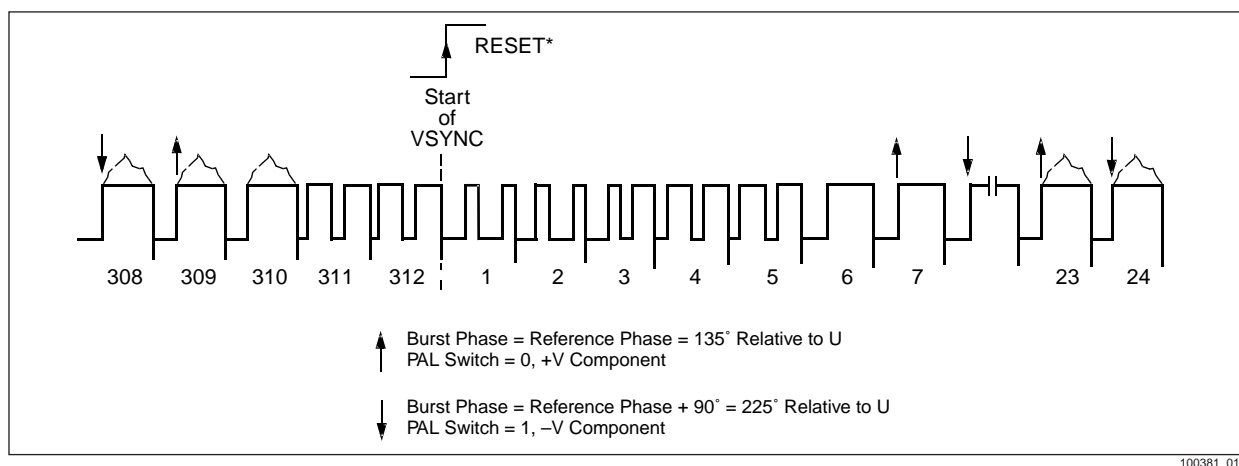 RESET*
Start
of
VSYNC
308 309 310 311 312 1 2 3 4 5 6 7 23 24
Burst Phase = Reference Phase = 135° Relative to U
PAL Switch = 0, +V Component
Burst Phase = Reference Phase + 90° = 225° Relative to U
PAL Switch = 1, –V Component
100381_01